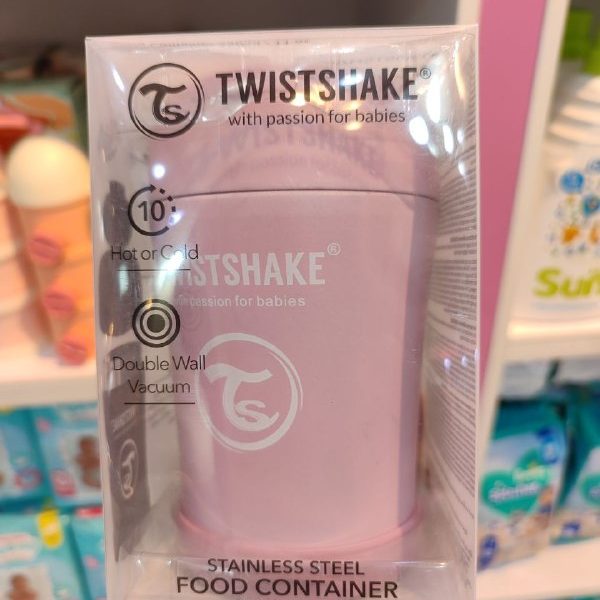 TWISTSHAKE®
with passion for babies
10
Hot or Cold
TWISTSHAKE®
passion for babies
Double Wall
Vacuum
STAINLESS STEEL
FOOD CONTAINER